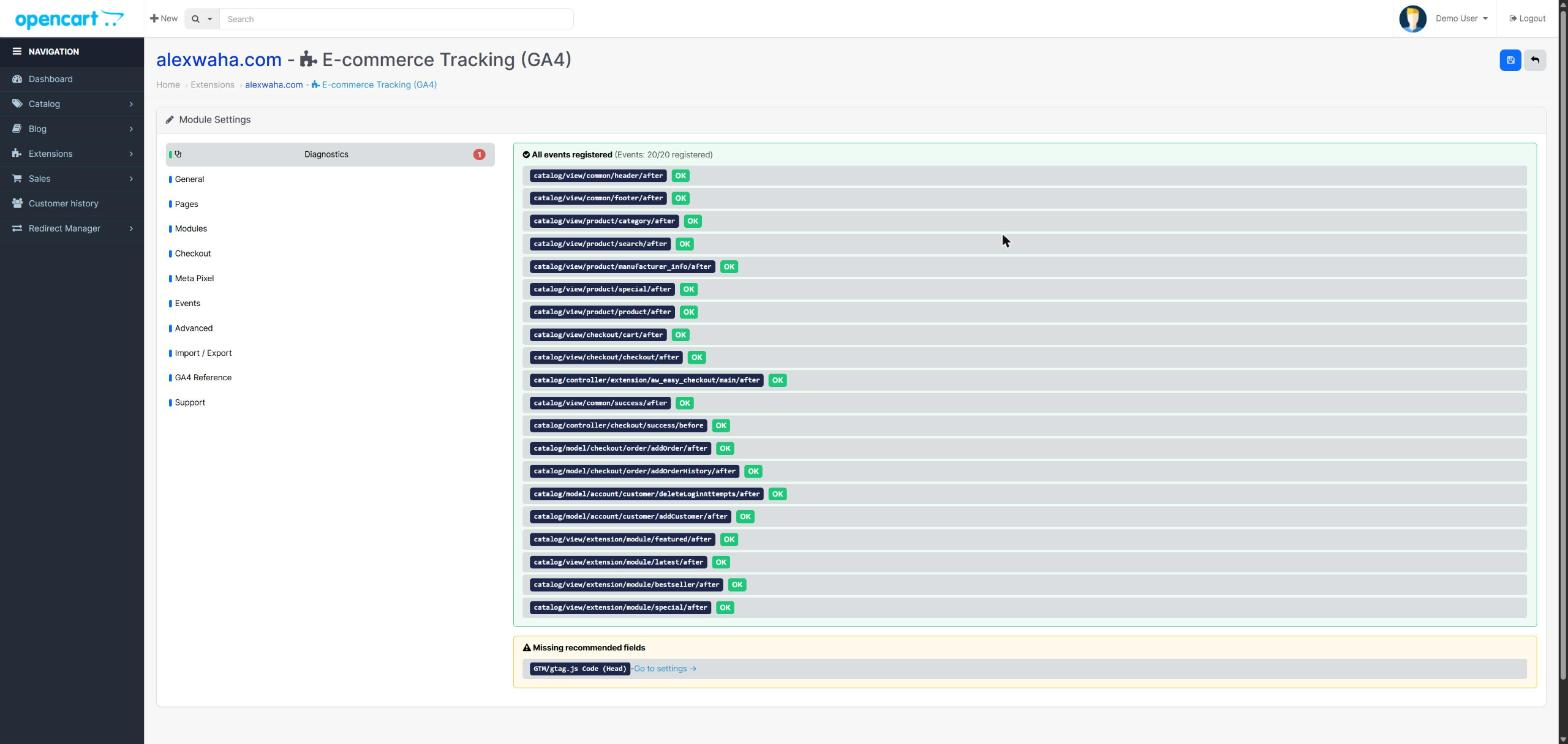 opencart
New
Search
Demo User
Logout
NAVIGATION
Dashboard
Catalog
Blog
Extensions
Sales
Customer history
Redirect Manager
alexwaha.com - E-commerce Tracking (GA4)
Home › Extensions › alexwaha.com - E-commerce Tracking (GA4)
Module Settings
Diagnostics 1
General
Pages
Modules
Checkout
Meta Pixel
Events
Advanced
Import / Export
GA4 Reference
Support
All events registered (Events: 20/20 registered)
catalog/view/common/header/after OK
catalog/view/common/footer/after OK
catalog/view/product/category/after OK
catalog/view/product/search/after OK
catalog/view/product/manufacturer_info/after OK
catalog/view/product/special/after OK
catalog/view/product/product/after OK
catalog/view/checkout/cart/after OK
catalog/view/checkout/checkout/after OK
catalog/controller/extension/aw_easy_checkout/main/after OK
catalog/view/common/success/after OK
catalog/controller/checkout/success/before OK
catalog/model/checkout/order/addOrder/after OK
catalog/model/checkout/order/addOrderHistory/after OK
catalog/model/account/customer/deleteLoginAttempts/after OK
catalog/model/account/customer/addCustomer/after OK
catalog/view/extension/module/featured/after OK
catalog/view/extension/module/latest/after OK
catalog/view/extension/module/bestseller/after OK
catalog/view/extension/module/special/after OK
Missing recommended fields
GTM/gtag.js Code (Head) -Go to settings →